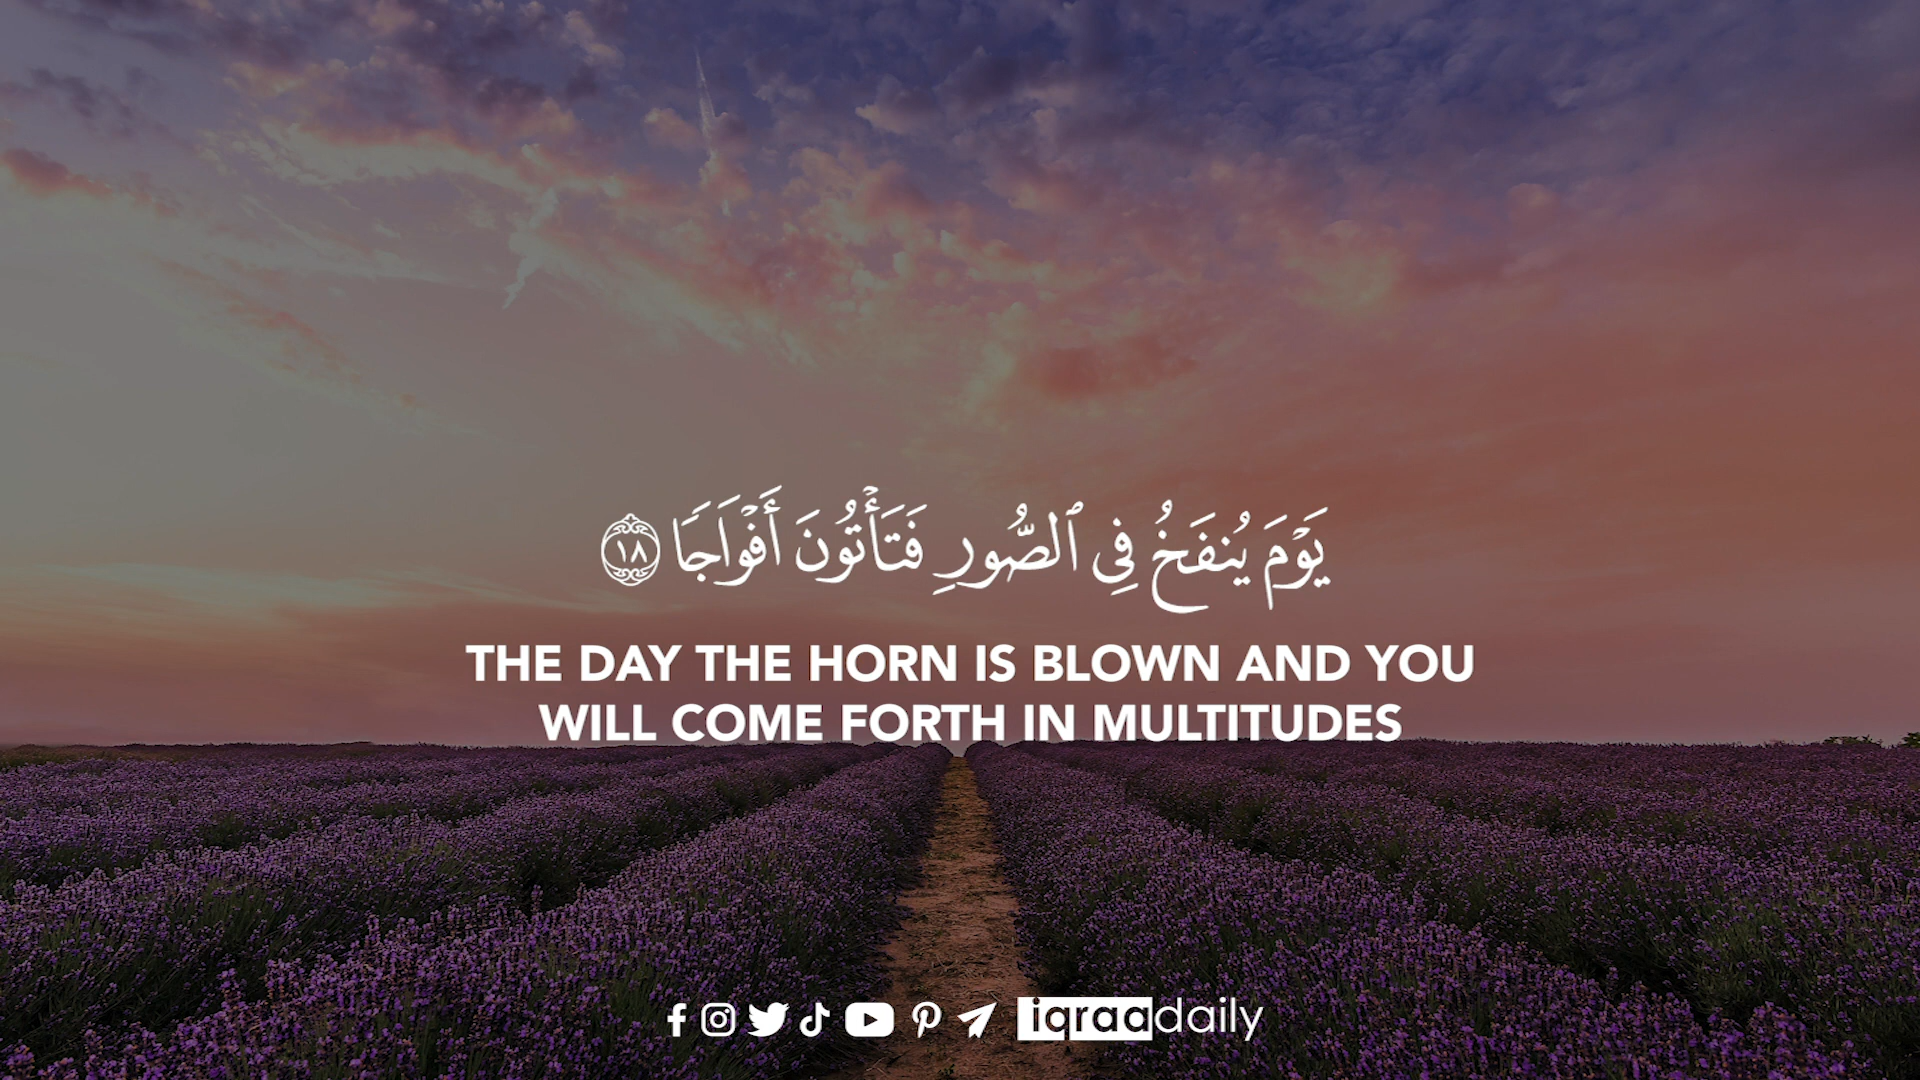 يَوْمَ يُنفَخُ فِى ٱلصُّورِ فَتَأْتُونَ أَفْوَاجًا ١٨
THE DAY THE HORN IS BLOWN AND YOU
WILL COME FORTH IN MULTITUDES
iqraadaily